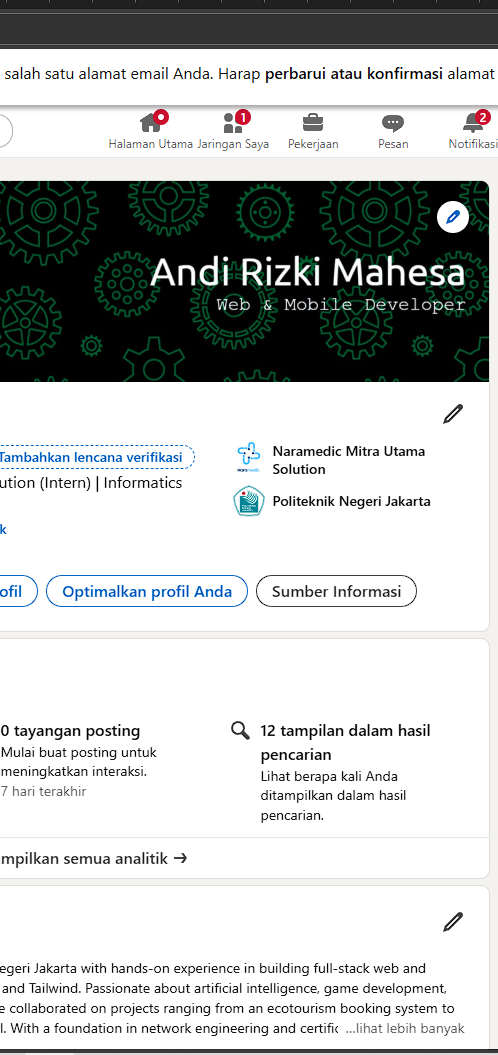 salah satu alamat email Anda. Harap perbarui atau konfirmasi alamat
1
2
Halaman Utama
Jaringan Saya
Pekerjaan
Pesan
Notifikasi
Andi Rizki Mahesa
Web & Mobile Developer
Tambahkan lencana verifikasi
ution (Intern) | Informatics
k
Naramedic Mitra Utama
Solution
Politeknik Negeri Jakarta
ofil
Optimalkan profil Anda
Sumber Informasi
0 tayangan posting
Mulai buat posting untuk
meningkatkan interaksi.
7 hari terakhir
12 tampilan dalam hasil
pencarian
Lihat berapa kali Anda
ditampilkan dalam hasil
pencarian.
mpilkan semua analitik →
egeri Jakarta with hands-on experience in building full-stack web and
and Tailwind. Passionate about artificial intelligence, game development,
e collaborated on projects ranging from an ecotourism booking system to
l. With a foundation in network engineering and certific ...lihat lebih banyak